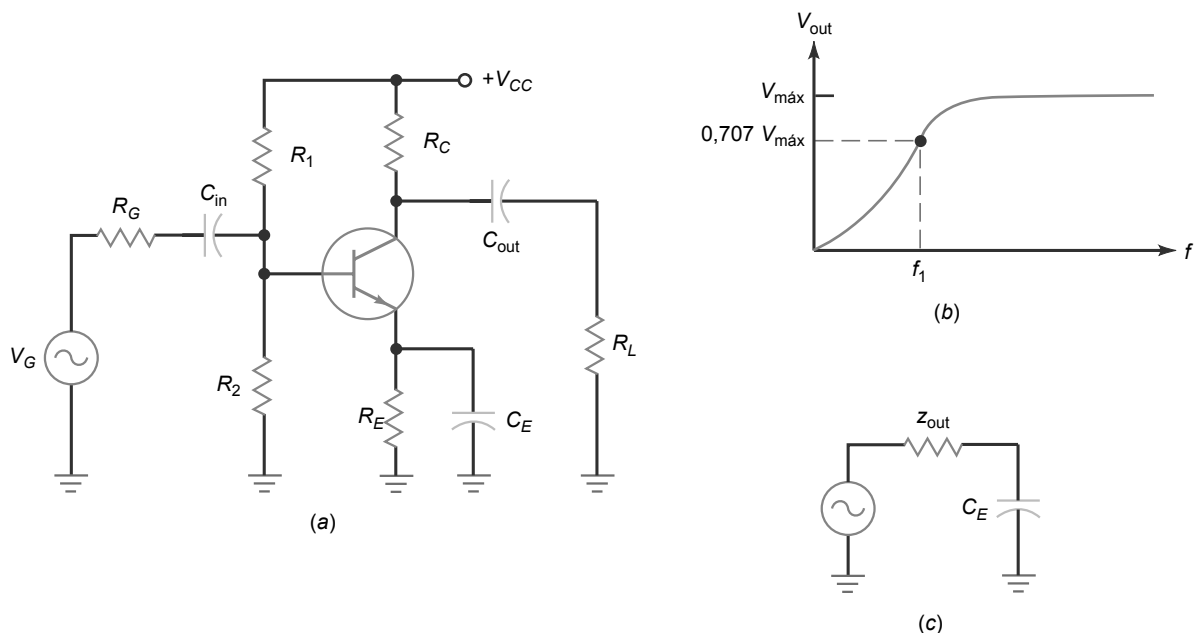 +V_CC
R_1
R_C
C_in
R_G
C_out
V_G
R_2
R_E
C_E
R_L
(a)
V_out
V_máx
0,707 V_máx
f_1
f
(b)
z_out
C_E
(c)